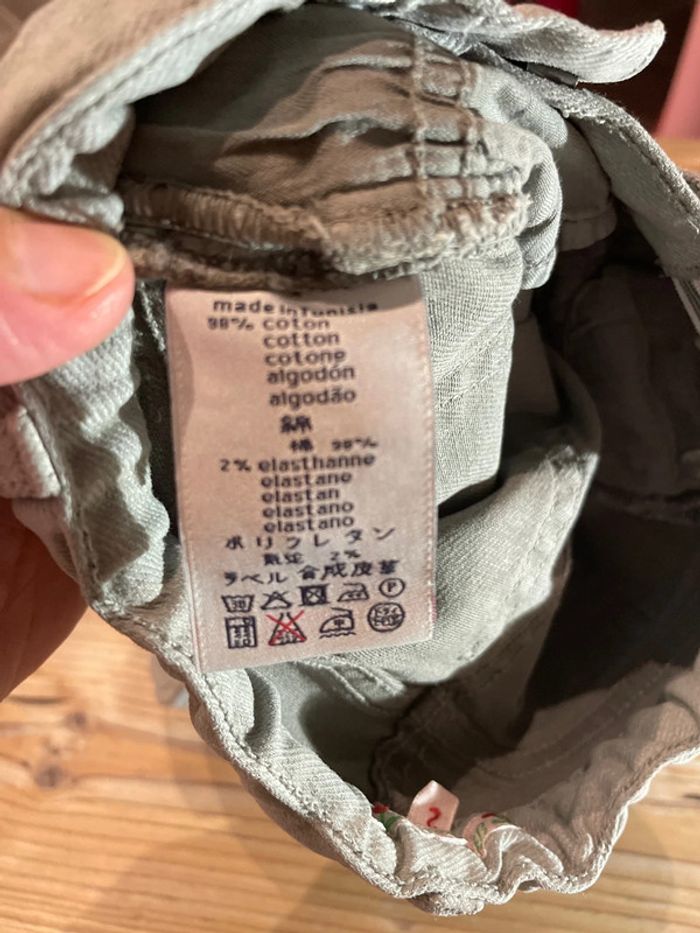 made in Tunisia
98% coton
cotton
cotone
algodón
algodão
綿
棉 98%
2% elasthanne
elastane
elastan
elastano
elastano
ポリウレタン
2%
ラベル 合成皮革
30
P